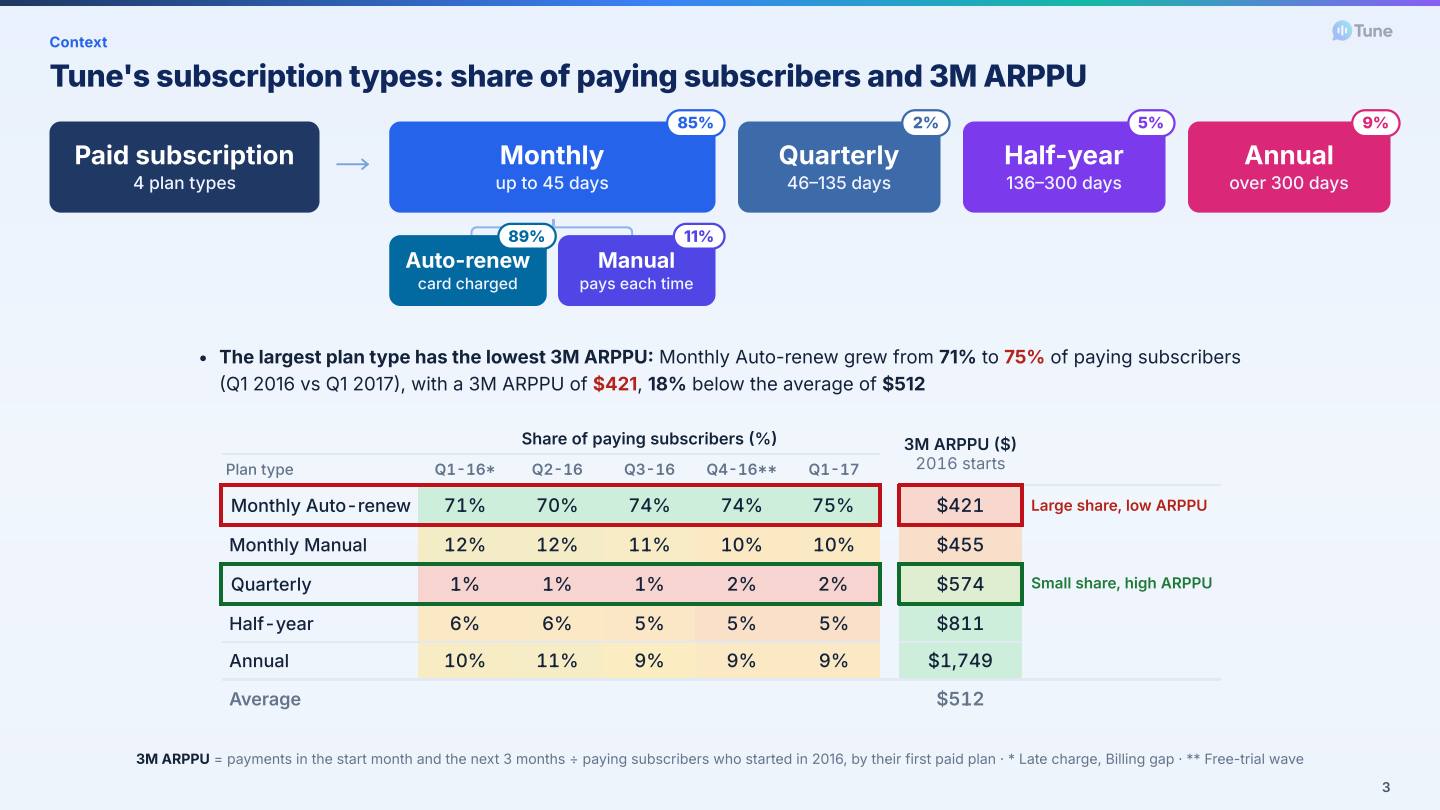 Context
Tune
Tune's subscription types: share of paying subscribers and 3M ARPPU
Paid subscription
4 plan types
85%
Monthly
up to 45 days
2%
Quarterly
46–135 days
5%
Half-year
136–300 days
9%
Annual
over 300 days
89%
Auto-renew
card charged
11%
Manual
pays each time
• The largest plan type has the lowest 3M ARPPU: Monthly Auto-renew grew from 71% to 75% of paying subscribers
(Q1 2016 vs Q1 2017), with a 3M ARPPU of $421, 18% below the average of $512
Share of paying subscribers (%)
3M ARPPU ($)
2016 starts
Plan type Q1-16* Q2-16 Q3-16 Q4-16** Q1-17
Monthly Auto-renew 71% 70% 74% 74% 75% $421 Large share, low ARPPU
Monthly Manual 12% 12% 11% 10% 10% $455
Quarterly 1% 1% 1% 2% 2% $574 Small share, high ARPPU
Half-year 6% 6% 5% 5% 5% $811
Annual 10% 11% 9% 9% 9% $1,749
Average $512
3M ARPPU = payments in the start month and the next 3 months ÷ paying subscribers who started in 2016, by their first paid plan · * Late charge, Billing gap · ** Free-trial wave
3